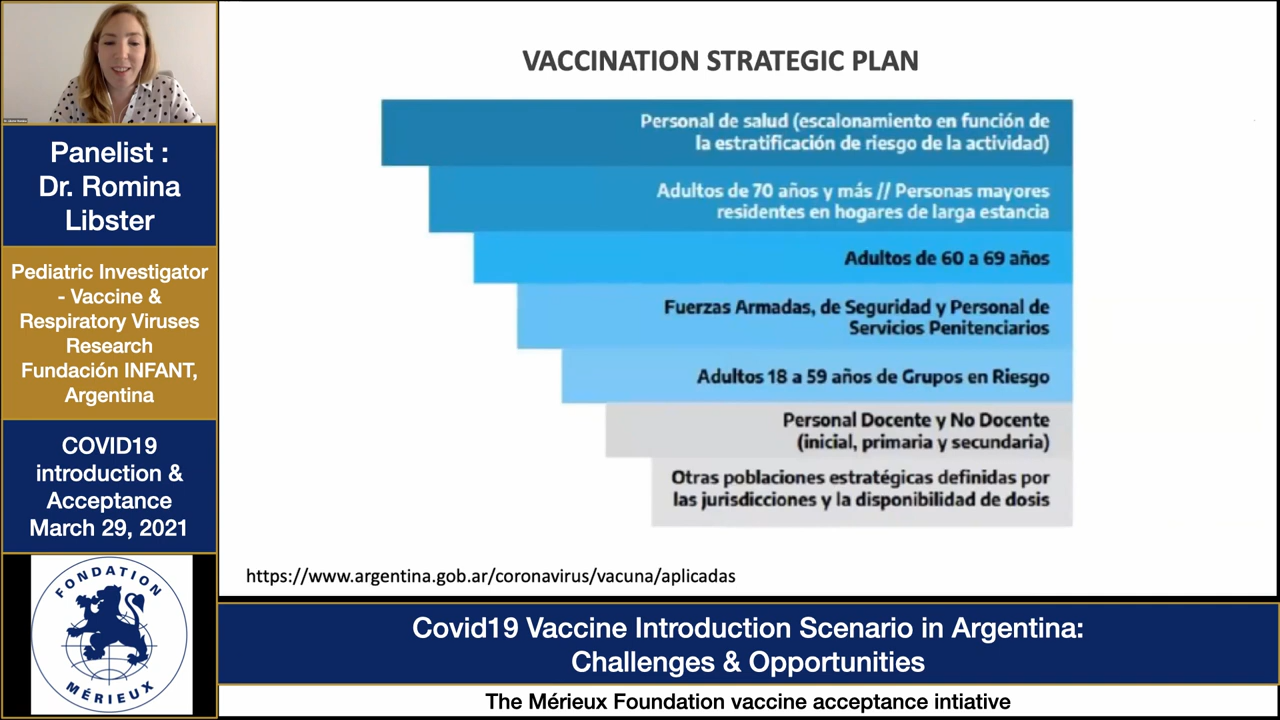 Panelist :
Dr. Romina
Libster
Pediatric Investigator
- Vaccine &
Respiratory Viruses
Research
Fundación INFANT,
Argentina
COVID19
introduction &
Acceptance
March 29, 2021
FONDATION
MÉRIEUX
VACCINATION STRATEGIC PLAN
Personal de salud (escalonamiento en función de
la estratificación de riesgo de la actividad)
Adultos de 70 años y más // Personas mayores
residentes en hogares de larga estancia
Adultos de 60 a 69 años
Fuerzas Armadas, de Seguridad y Personal de
Servicios Penitenciarios
Adultos 18 a 59 años de Grupos en Riesgo
Personal Docente y No Docente
(inicial, primaria y secundaria)
Otras poblaciones estratégicas definidas por
las jurisdicciones y la disponibilidad de dosis
https://www.argentina.gob.ar/coronavirus/vacuna/aplicadas
Covid19 Vaccine Introduction Scenario in Argentina:
Challenges & Opportunities
The Mérieux Foundation vaccine acceptance intiative